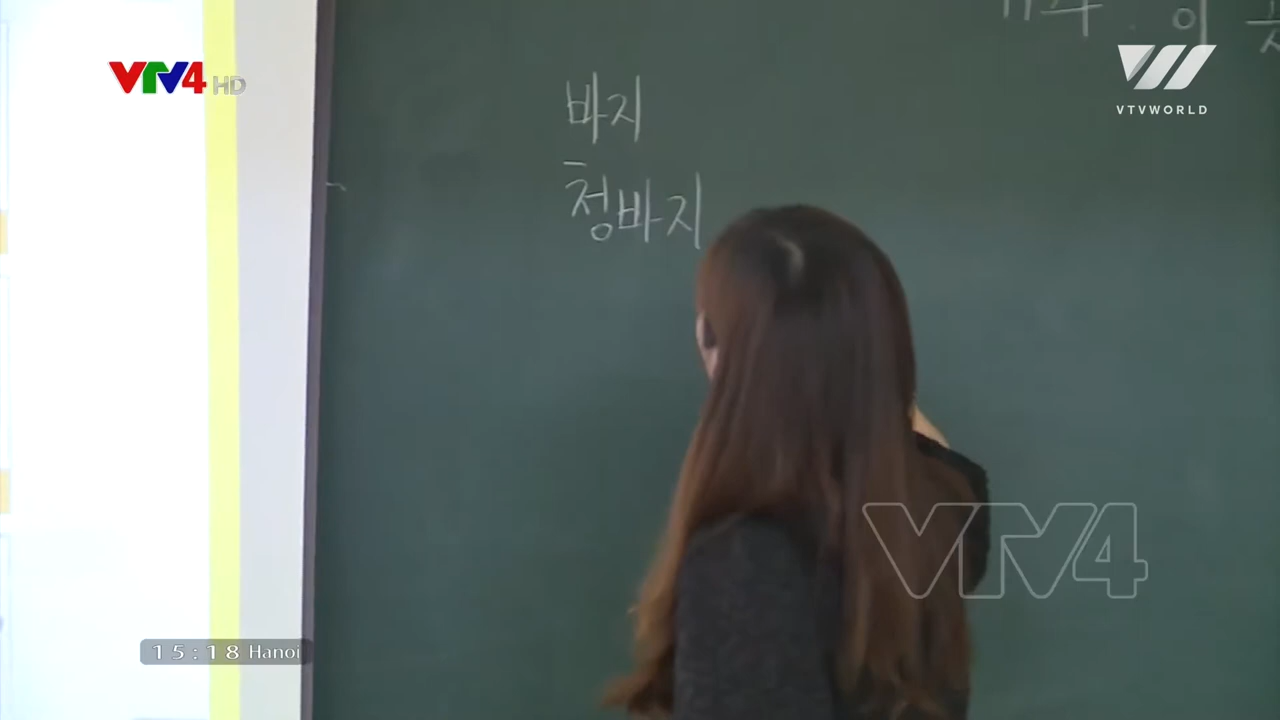 VTV4 HD
VTVWORLD
바지
청바지
VTV4
15:18 Hanoi